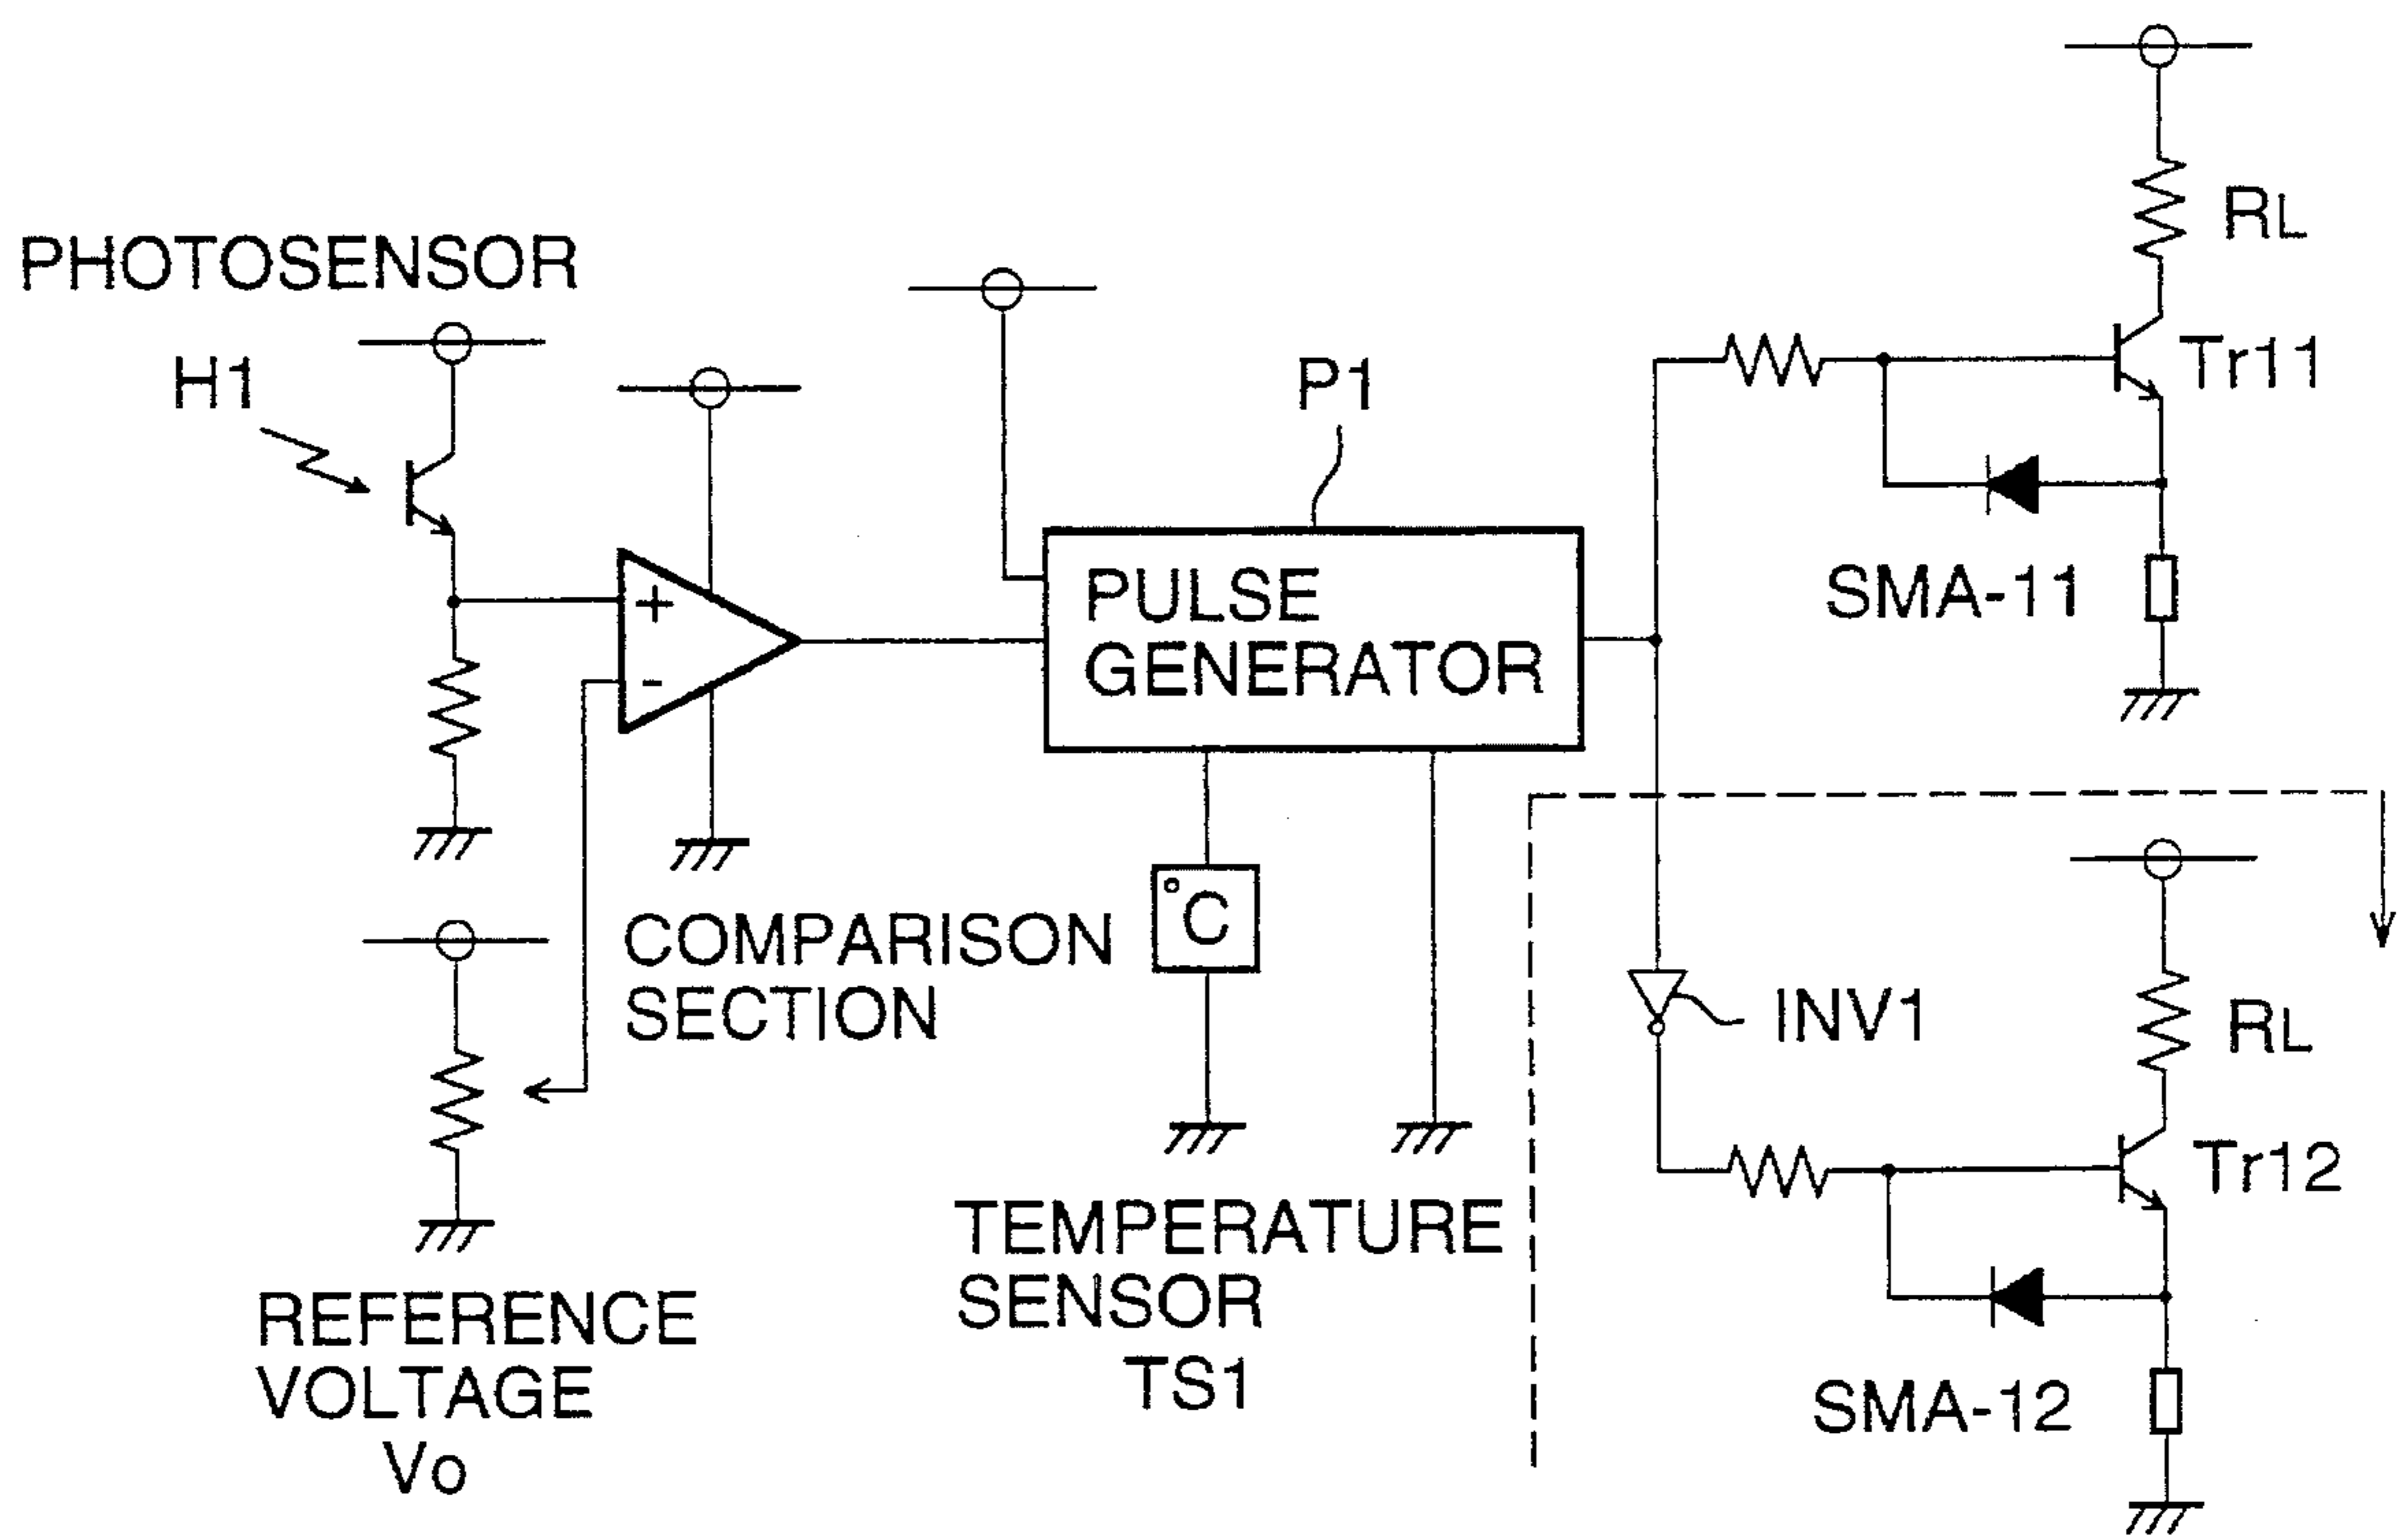 PHOTOSENSOR
H1
+
-
COMPARISON
SECTION
REFERENCE
VOLTAGE
Vo
P1
PULSE
GENERATOR
°C
TEMPERATURE
SENSOR
TS1
RL
Tr11
SMA-11
INV1
RL
Tr12
SMA-12